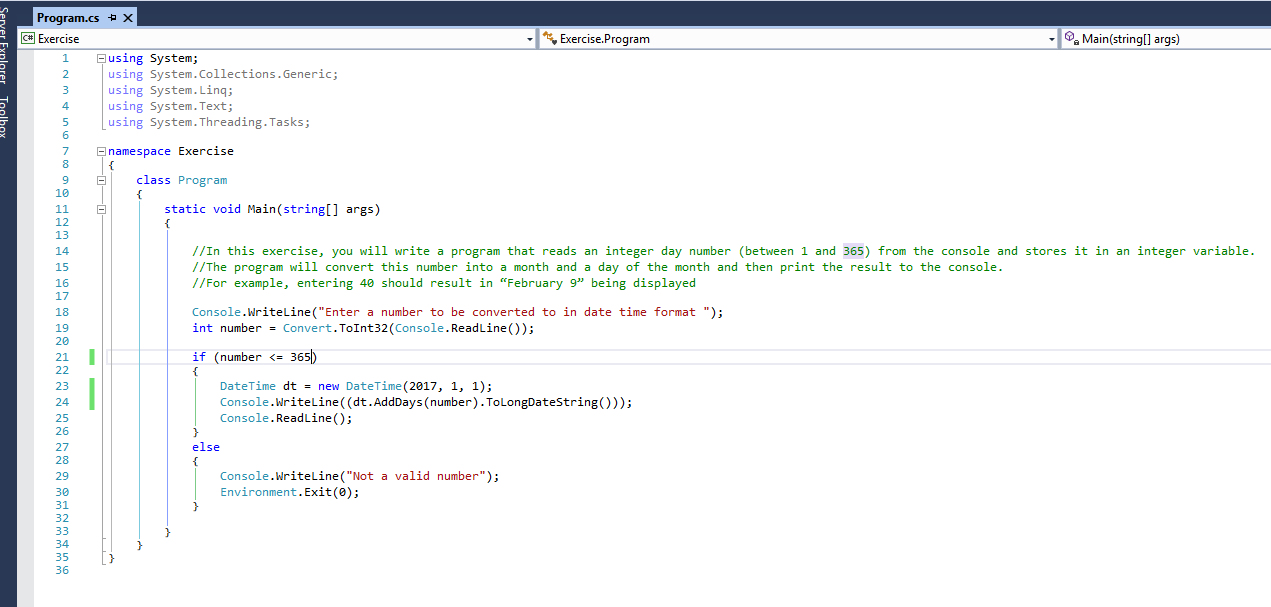 Server Explorer
Toolbox
Program.cs
C# Exercise
Exercise.Program
Main(string[] args)
1 using System;
2 using System.Collections.Generic;
3 using System.Linq;
4 using System.Text;
5 using System.Threading.Tasks;
6
7 namespace Exercise
8 {
9 class Program
10 {
11 static void Main(string[] args)
12 {
13
14 //In this exercise, you will write a program that reads an integer day number (between 1 and 365) from the console and stores it in an integer variable.
15 //The program will convert this number into a month and a day of the month and then print the result to the console.
16 //For example, entering 40 should result in “February 9” being displayed
17
18 Console.WriteLine("Enter a number to be converted to in date time format ");
19 int number = Convert.ToInt32(Console.ReadLine());
20
21 if (number <= 365)
22 {
23 DateTime dt = new DateTime(2017, 1, 1);
24 Console.WriteLine((dt.AddDays(number).ToLongDateString()));
25 Console.ReadLine();
26 }
27 else
28 {
29 Console.WriteLine("Not a valid number");
30 Environment.Exit(0);
31 }
32
33 }
34 }
35 }
36